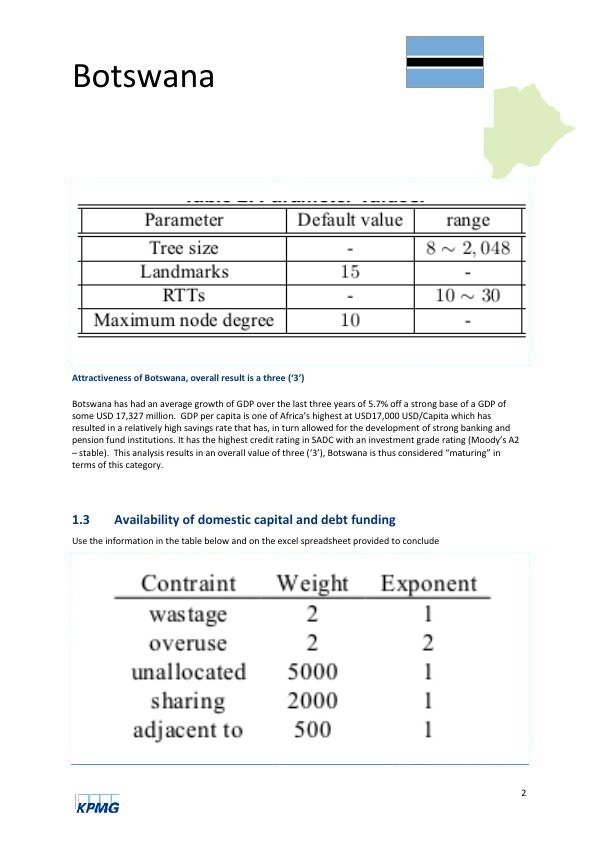 Botswana
Parameter Default value range
Tree size - 8 ~ 2,048
Landmarks 15 -
RTTs - 10 ~ 30
Maximum node degree 10 -
Attractiveness of Botswana, overall result is a three (‘3’)
Botswana has had an average growth of GDP over the last three years of 5.7% off a strong base of a GDP of
some USD 17,327 million. GDP per capita is one of Africa’s highest at USD17,000 USD/Capita which has
resulted in a relatively high savings rate that has, in turn allowed for the development of strong banking and
pension fund institutions. It has the highest credit rating in SADC with an investment grade rating (Moody’s A2
– stable). This analysis results in an overall value of three (‘3’), Botswana is thus considered “maturing” in
terms of this category.
1.3 Availability of domestic capital and debt funding
Use the information in the table below and on the excel spreadsheet provided to conclude
Contraint Weight Exponent
wastage 2 1
overuse 2 2
unallocated 5000 1
sharing 2000 1
adjacent to 500 1
2
KPMG